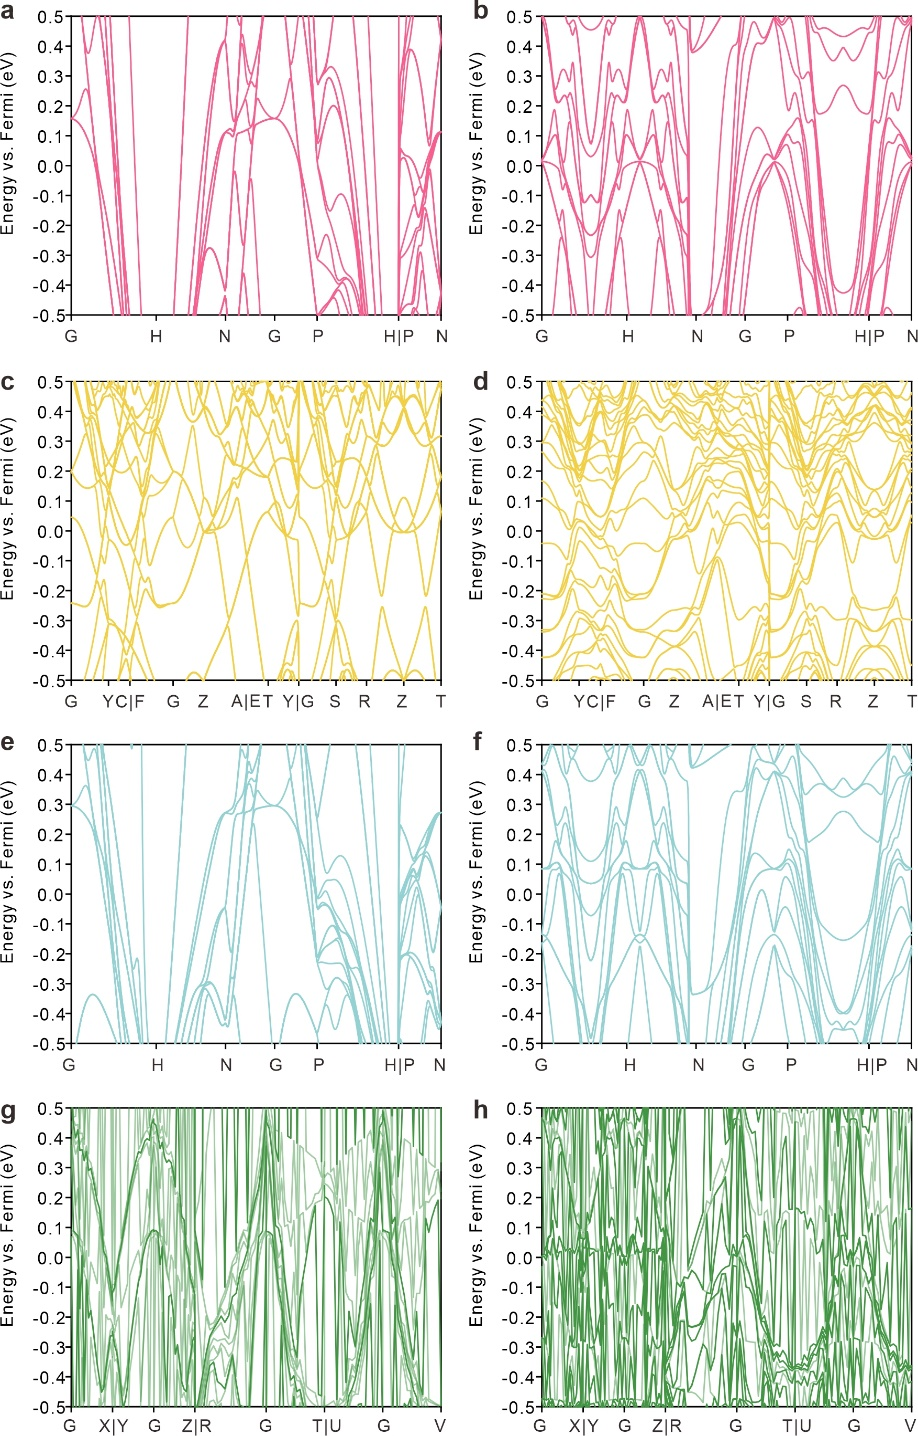 a b
Energy vs. Fermi (eV) 0.5 0.4 0.3 0.2 0.1 0.0 -0.1 -0.2 -0.3 -0.4 -0.5
G H N G P H|P N
Energy vs. Fermi (eV) 0.5 0.4 0.3 0.2 0.1 0.0 -0.1 -0.2 -0.3 -0.4 -0.5
G H N G P H|P N
c d
Energy vs. Fermi (eV) 0.5 0.4 0.3 0.2 0.1 0.0 -0.1 -0.2 -0.3 -0.4 -0.5
G YC|F G Z A|ET Y|G S R Z T
Energy vs. Fermi (eV) 0.5 0.4 0.3 0.2 0.1 0.0 -0.1 -0.2 -0.3 -0.4 -0.5
G YC|F G Z A|ET Y|G S R Z T
e f
Energy vs. Fermi (eV) 0.5 0.4 0.3 0.2 0.1 0.0 -0.1 -0.2 -0.3 -0.4 -0.5
G H N G P H|P N
Energy vs. Fermi (eV) 0.5 0.4 0.3 0.2 0.1 0.0 -0.1 -0.2 -0.3 -0.4 -0.5
G H N G P H|P N
g h
Energy vs. Fermi (eV) 0.5 0.4 0.3 0.2 0.1 0.0 -0.1 -0.2 -0.3 -0.4 -0.5
G X|Y G Z|R G T|U G V
Energy vs. Fermi (eV) 0.5 0.4 0.3 0.2 0.1 0.0 -0.1 -0.2 -0.3 -0.4 -0.5
G X|Y G Z|R G T|U G V